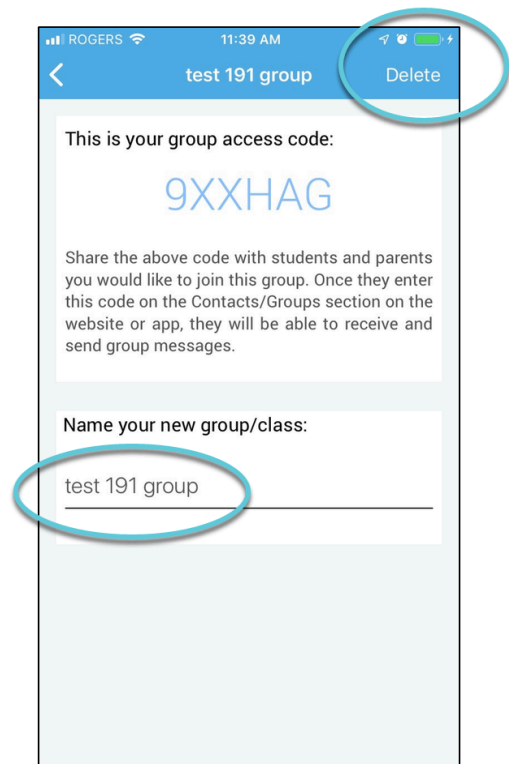 ROGERS 11:39 AM
test 191 group Delete
This is your group access code:
9XXHAG
Share the above code with students and parents
you would like to join this group. Once they enter
this code on the Contacts/Groups section on the
website or app, they will be able to receive and
send group messages.
Name your new group/class:
test 191 group